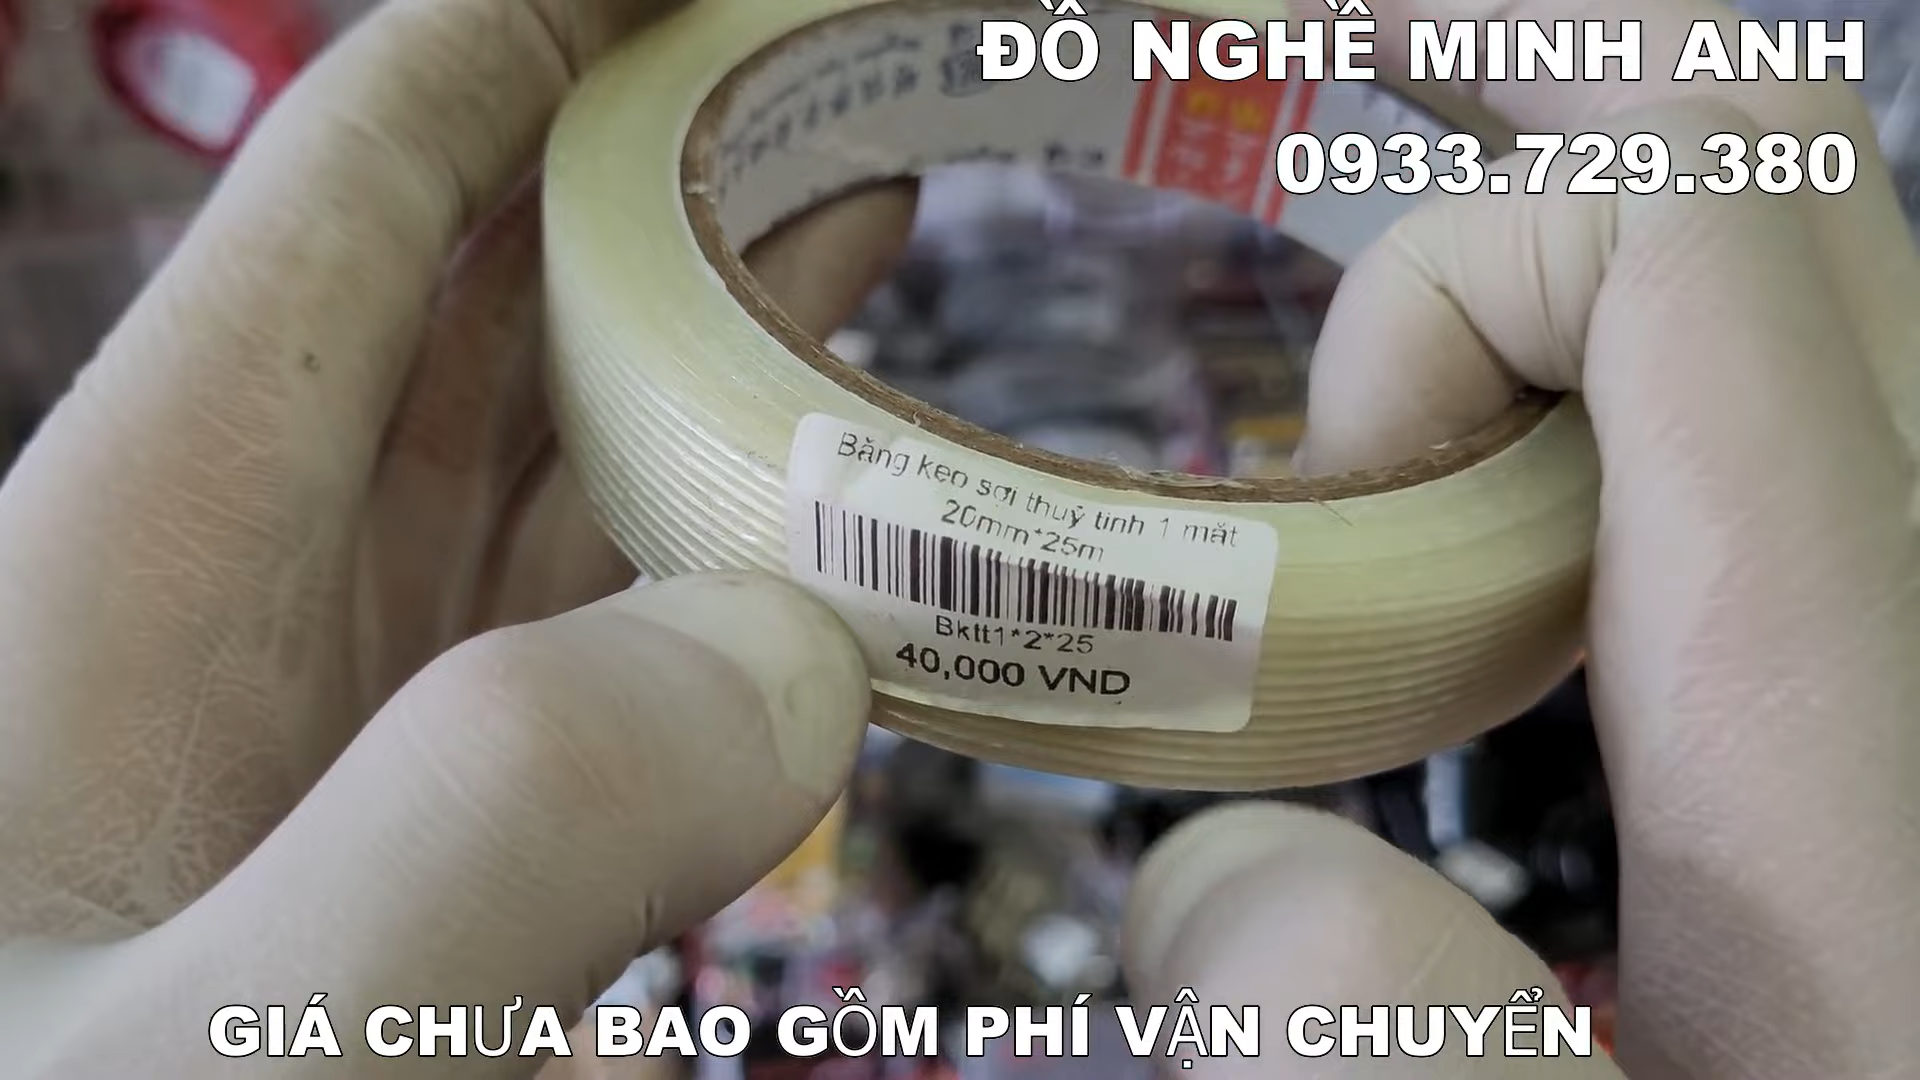 ĐỒ NGHỀ MINH ANH
0933.729.380
Băng keo sợi thuỷ tinh 1 mặt
20mm*25m
Bktt1*2*25
40,000 VND
GIÁ CHƯA BAO GỒM PHÍ VẬN CHUYỂN